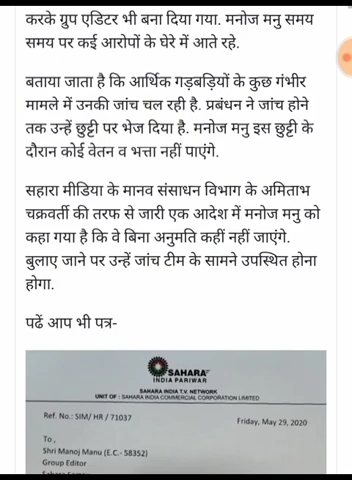 करके ग्रुप एडिटर भी बना दिया गया. मनोज मनु समय
समय पर कई आरोपों के घेरे में आते रहे.
बताया जाता है कि आर्थिक गड़बड़ियों के कुछ गंभीर
मामले में उनकी जांच चल रही है. प्रबंधन ने जांच होने
तक उन्हें छुट्टी पर भेज दिया है. मनोज मनु इस छुट्टी के
दौरान कोई वेतन व भत्ता नहीं पाएंगे.
सहारा मीडिया के मानव संसाधन विभाग के अमिताभ
चक्रवर्ती की तरफ से जारी एक आदेश में मनोज मनु को
कहा गया है कि वे बिना अनुमति कहीं नहीं जाएंगे.
बुलाए जाने पर उन्हें जांच टीम के सामने उपस्थित होना
होगा.
पढें आप भी पत्र-
SAHARA
INDIA PARIWAR
SAHARA INDIA T.V. NETWORK
UNIT OF : SAHARA INDIA COMMERCIAL CORPORATION LIMITED
Ref. No.: SIM/ HR / 71037
Friday, May 29, 2020
To ,
Shri Manoj Manu (E.C.- 58352)
Group Editor